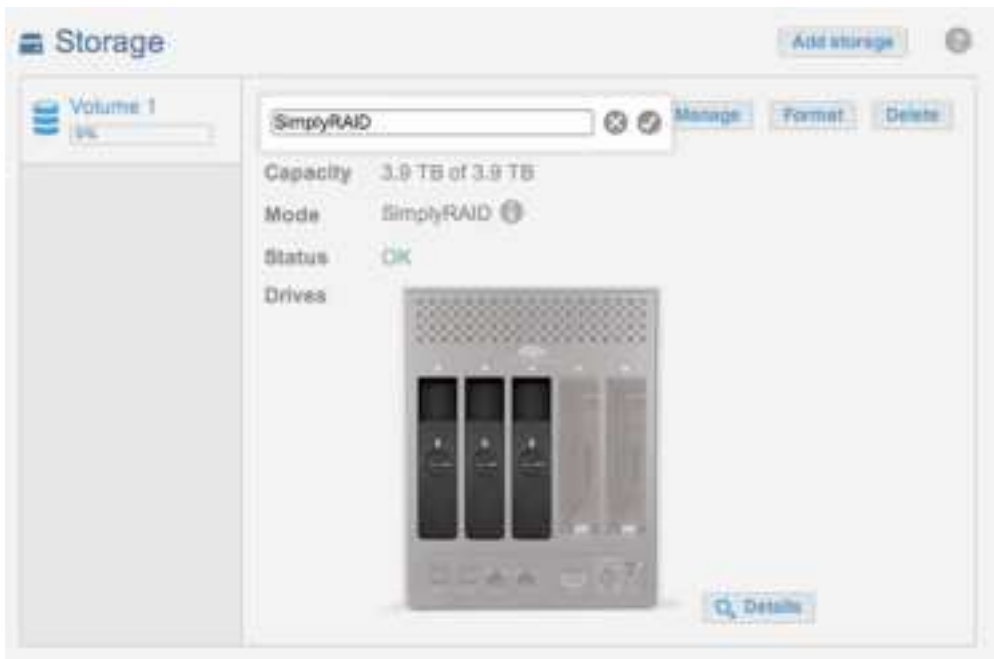 Storage
Add storage
Volume 1
SimplyRAID
Manage
Format
Delete
Capacity 3.9 TB of 3.9 TB
Mode SimplyRAID
Status OK
Drives
Details